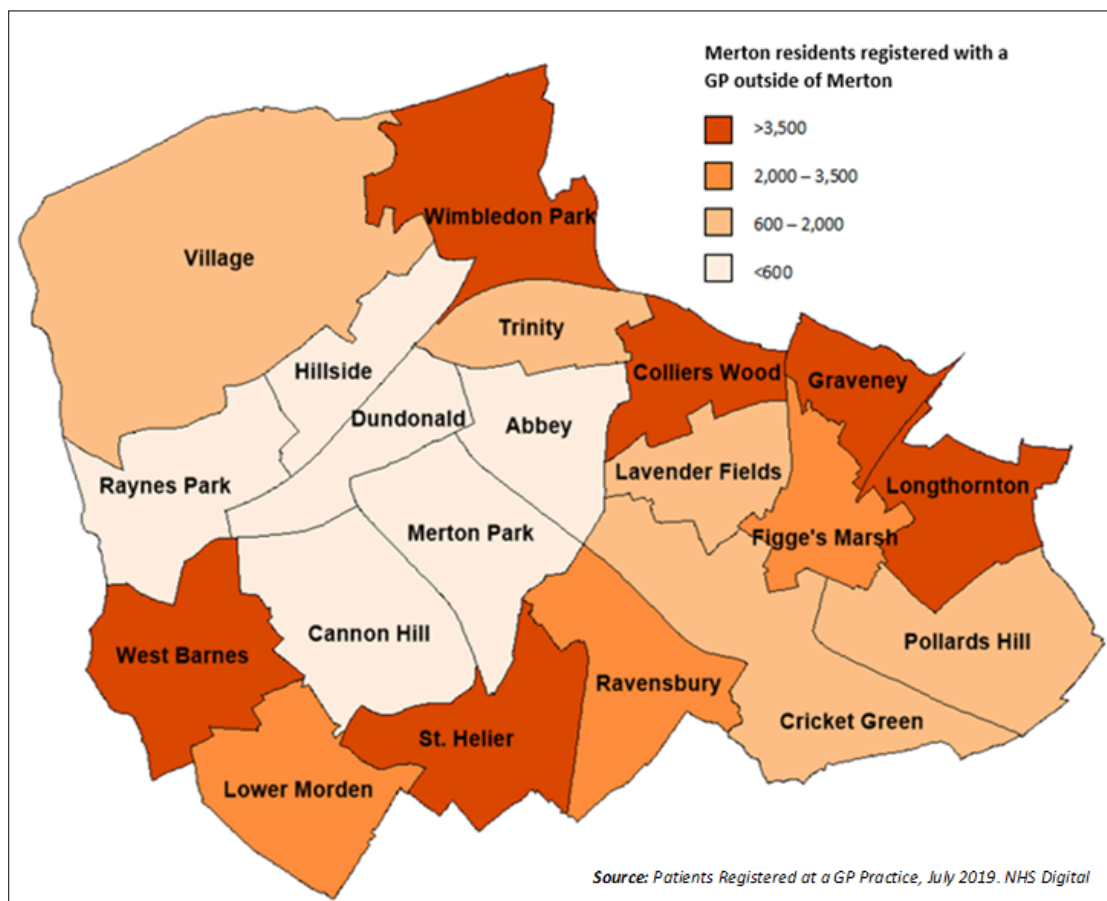 Merton residents registered with a
GP outside of Merton
>3,500
2,000 – 3,500
600 – 2,000
<600
Wimbledon Park
Village
Trinity
Hillside
Colliers Wood
Graveney
Dundonald
Abbey
Lavender Fields
Raynes Park
Longthornton
Merton Park
Figge's Marsh
Cannon Hill
Pollards Hill
West Barnes
Ravensbury
Cricket Green
St. Helier
Lower Morden
Source: Patients Registered at a GP Practice, July 2019. NHS Digital